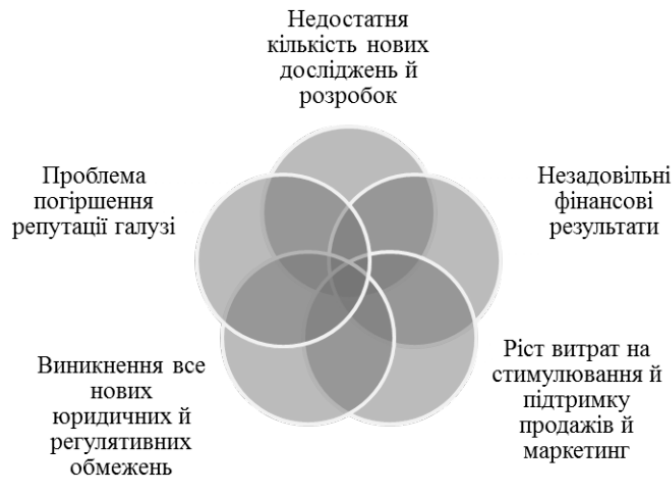 Недостатня
кількість нових
досліджень й
розробок
Проблема
погіршення
репутації галузі
Незадовільні
фінансові
результати
Виникнення все
нових
юридичних й
регулятивних
обмежень
Ріст витрат на
стимулювання й
підтримку
продажів й
маркетинг